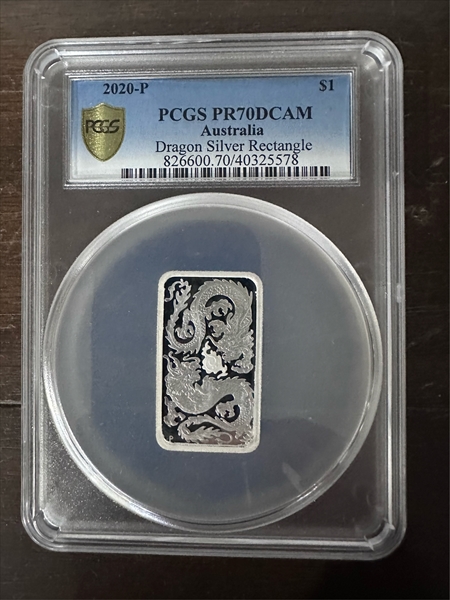 2020-P $1
PCGS PR70DCAM
Australia
Dragon Silver Rectangle
826600.70/40325578
PCGS